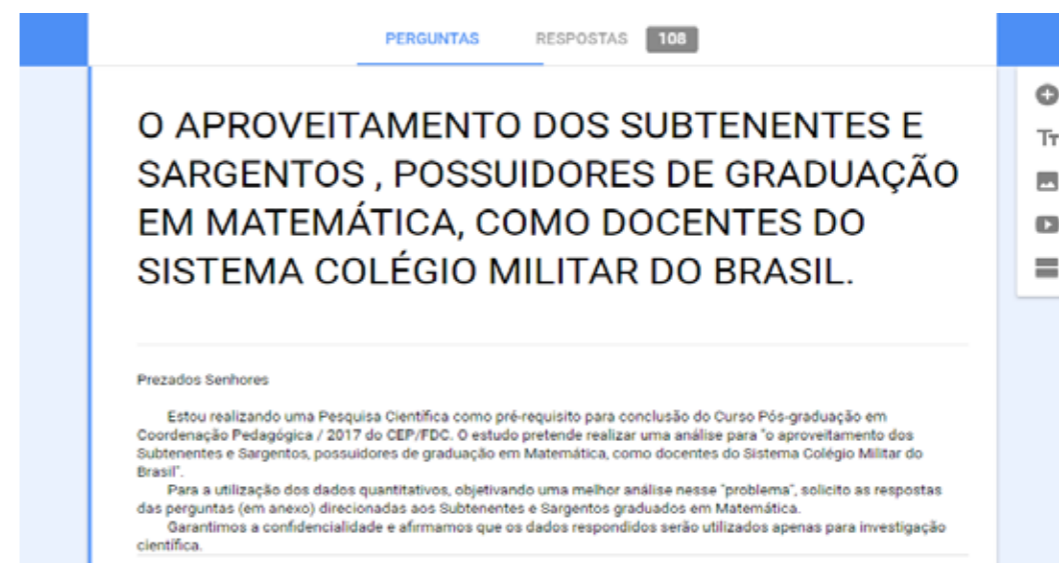 PERGUNTAS RESPOSTAS 108
O APROVEITAMENTO DOS SUBTENENTES E
SARGENTOS , POSSUIDORES DE GRADUAÇÃO
EM MATEMÁTICA, COMO DOCENTES DO
SISTEMA COLÉGIO MILITAR DO BRASIL.
Prezados Senhores
Estou realizando uma Pesquisa Científica como pré-requisito para conclusão do Curso Pós-graduação em
Coordenação Pedagógica / 2017 do CEP/FDC. O estudo pretende realizar uma análise para "o aproveitamento dos
Subtenentes e Sargentos, possuidores de graduação em Matemática, como docentes do Sistema Colégio Militar do
Brasil".
Para a utilização dos dados quantitativos, objetivando uma melhor análise nesse "problema", solicito as respostas
das perguntas (em anexo) direcionadas aos Subtenentes e Sargentos graduados em Matemática.
Garantimos a confidencialidade e afirmamos que os dados respondidos serão utilizados apenas para investigação
científica.
Tт